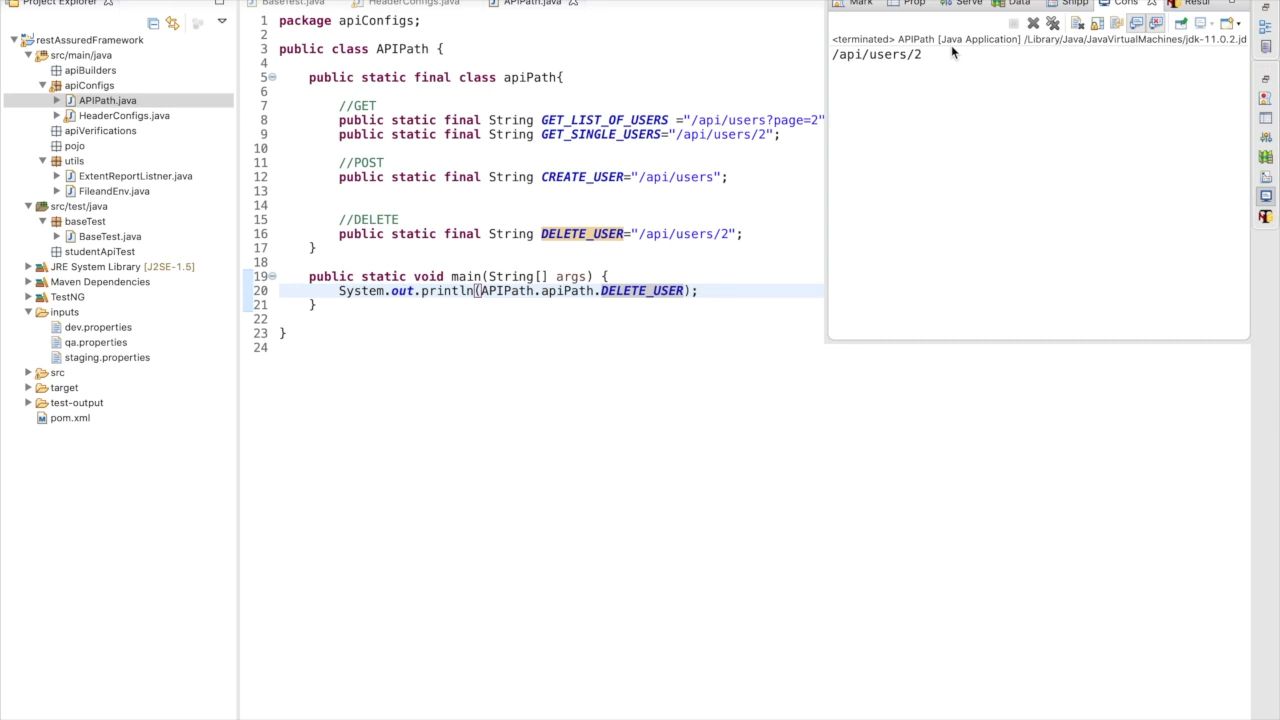 Project Explorer
BaseTest.java
HeaderConfigs.java
APIPath.java
Mark
Prop
Serve
Data
Snipp
Cons
Resul
restAssuredFramework
src/main/java
apiBuilders
apiConfigs
APIPath.java
HeaderConfigs.java
apiVerifications
pojo
utils
ExtentReportListner.java
FileandEnv.java
src/test/java
baseTest
BaseTest.java
studentApiTest
JRE System Library [J2SE-1.5]
Maven Dependencies
TestNG
inputs
dev.properties
qa.properties
staging.properties
src
target
test-output
pom.xml
1 package apiConfigs;
2
3 public class APIPath {
4
5 public static final class apiPath{
6
7 //GET
8 public static final String GET_LIST_OF_USERS ="/api/users?page=2"
9 public static final String GET_SINGLE_USERS="/api/users/2";
10
11 //POST
12 public static final String CREATE_USER="/api/users";
13
14
15 //DELETE
16 public static final String DELETE_USER="/api/users/2";
17 }
18
19 public static void main(String[] args) {
20 System.out.println(APIPath.apiPath.DELETE_USER);
21 }
22
23 }
24
<terminated> APIPath [Java Application] /Library/Java/JavaVirtualMachines/jdk-11.0.2.jd
/api/users/2